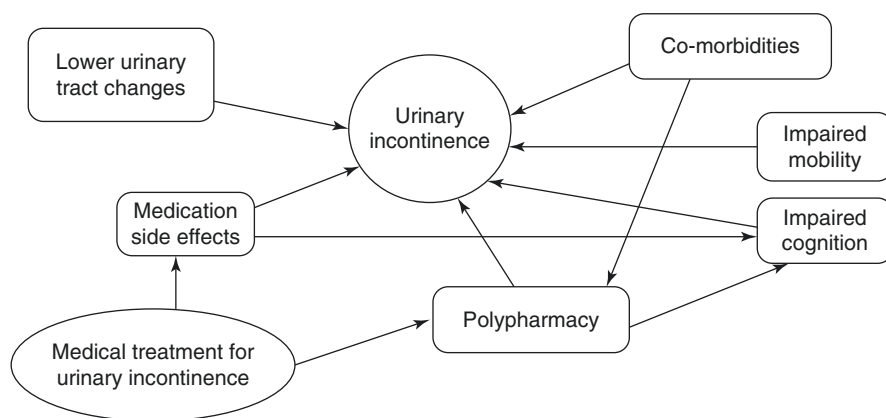 Lower urinary
tract changes
Co-morbidities
Urinary
incontinence
Impaired
mobility
Medication
side effects
Impaired
cognition
Polypharmacy
Medical treatment for
urinary incontinence